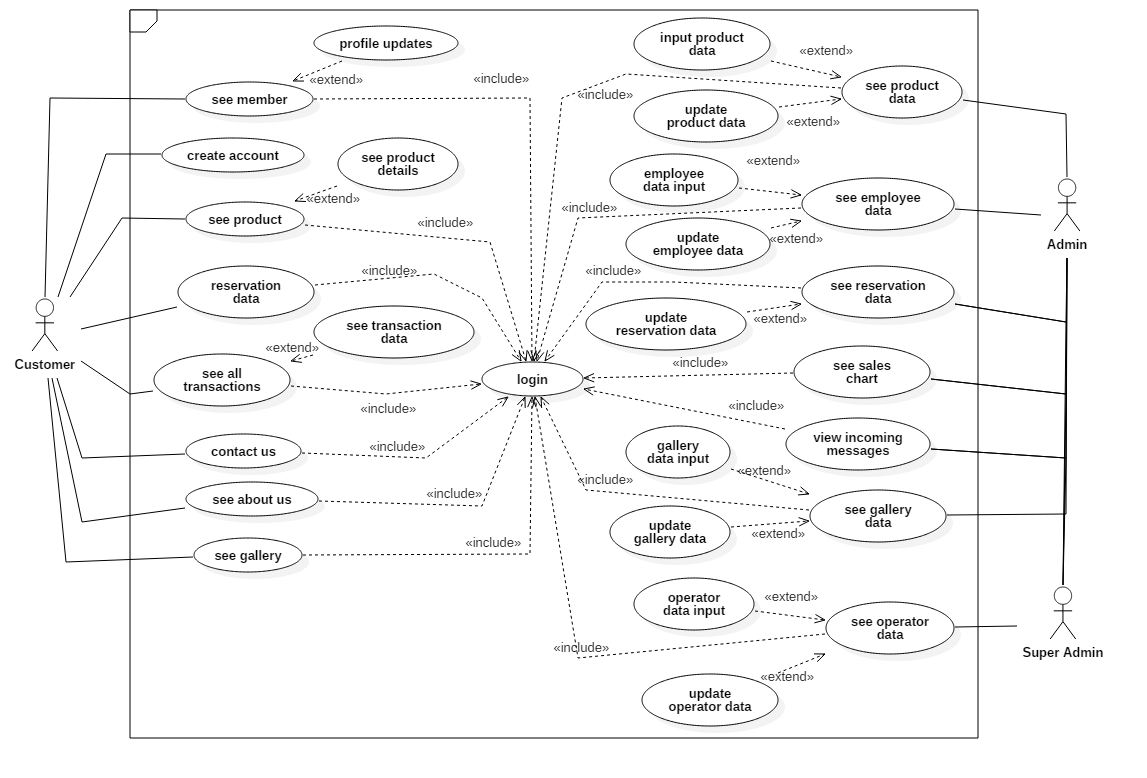 profile updates
«extend»
«include»
see member
create account
see product
details
«extend»
see product
«include»
reservation
data
«include»
see transaction
data
«extend»
see all
transactions
«include»
Customer
contact us
«include»
see about us
«include»
see gallery
«include»
login
input product
data
«extend»
see product
data
«include»
update
product data
«extend»
employee
data input
«extend»
see employee
data
«include»
update
employee data
«extend»
Admin
«include»
see reservation
data
update
reservation data
«extend»
«include»
see sales
chart
«include»
view incoming
messages
gallery
data input
«extend»
«include»
see gallery
data
update
gallery data
«extend»
operator
data input
«extend»
see operator
data
«include»
Super Admin
«extend»
update
operator data